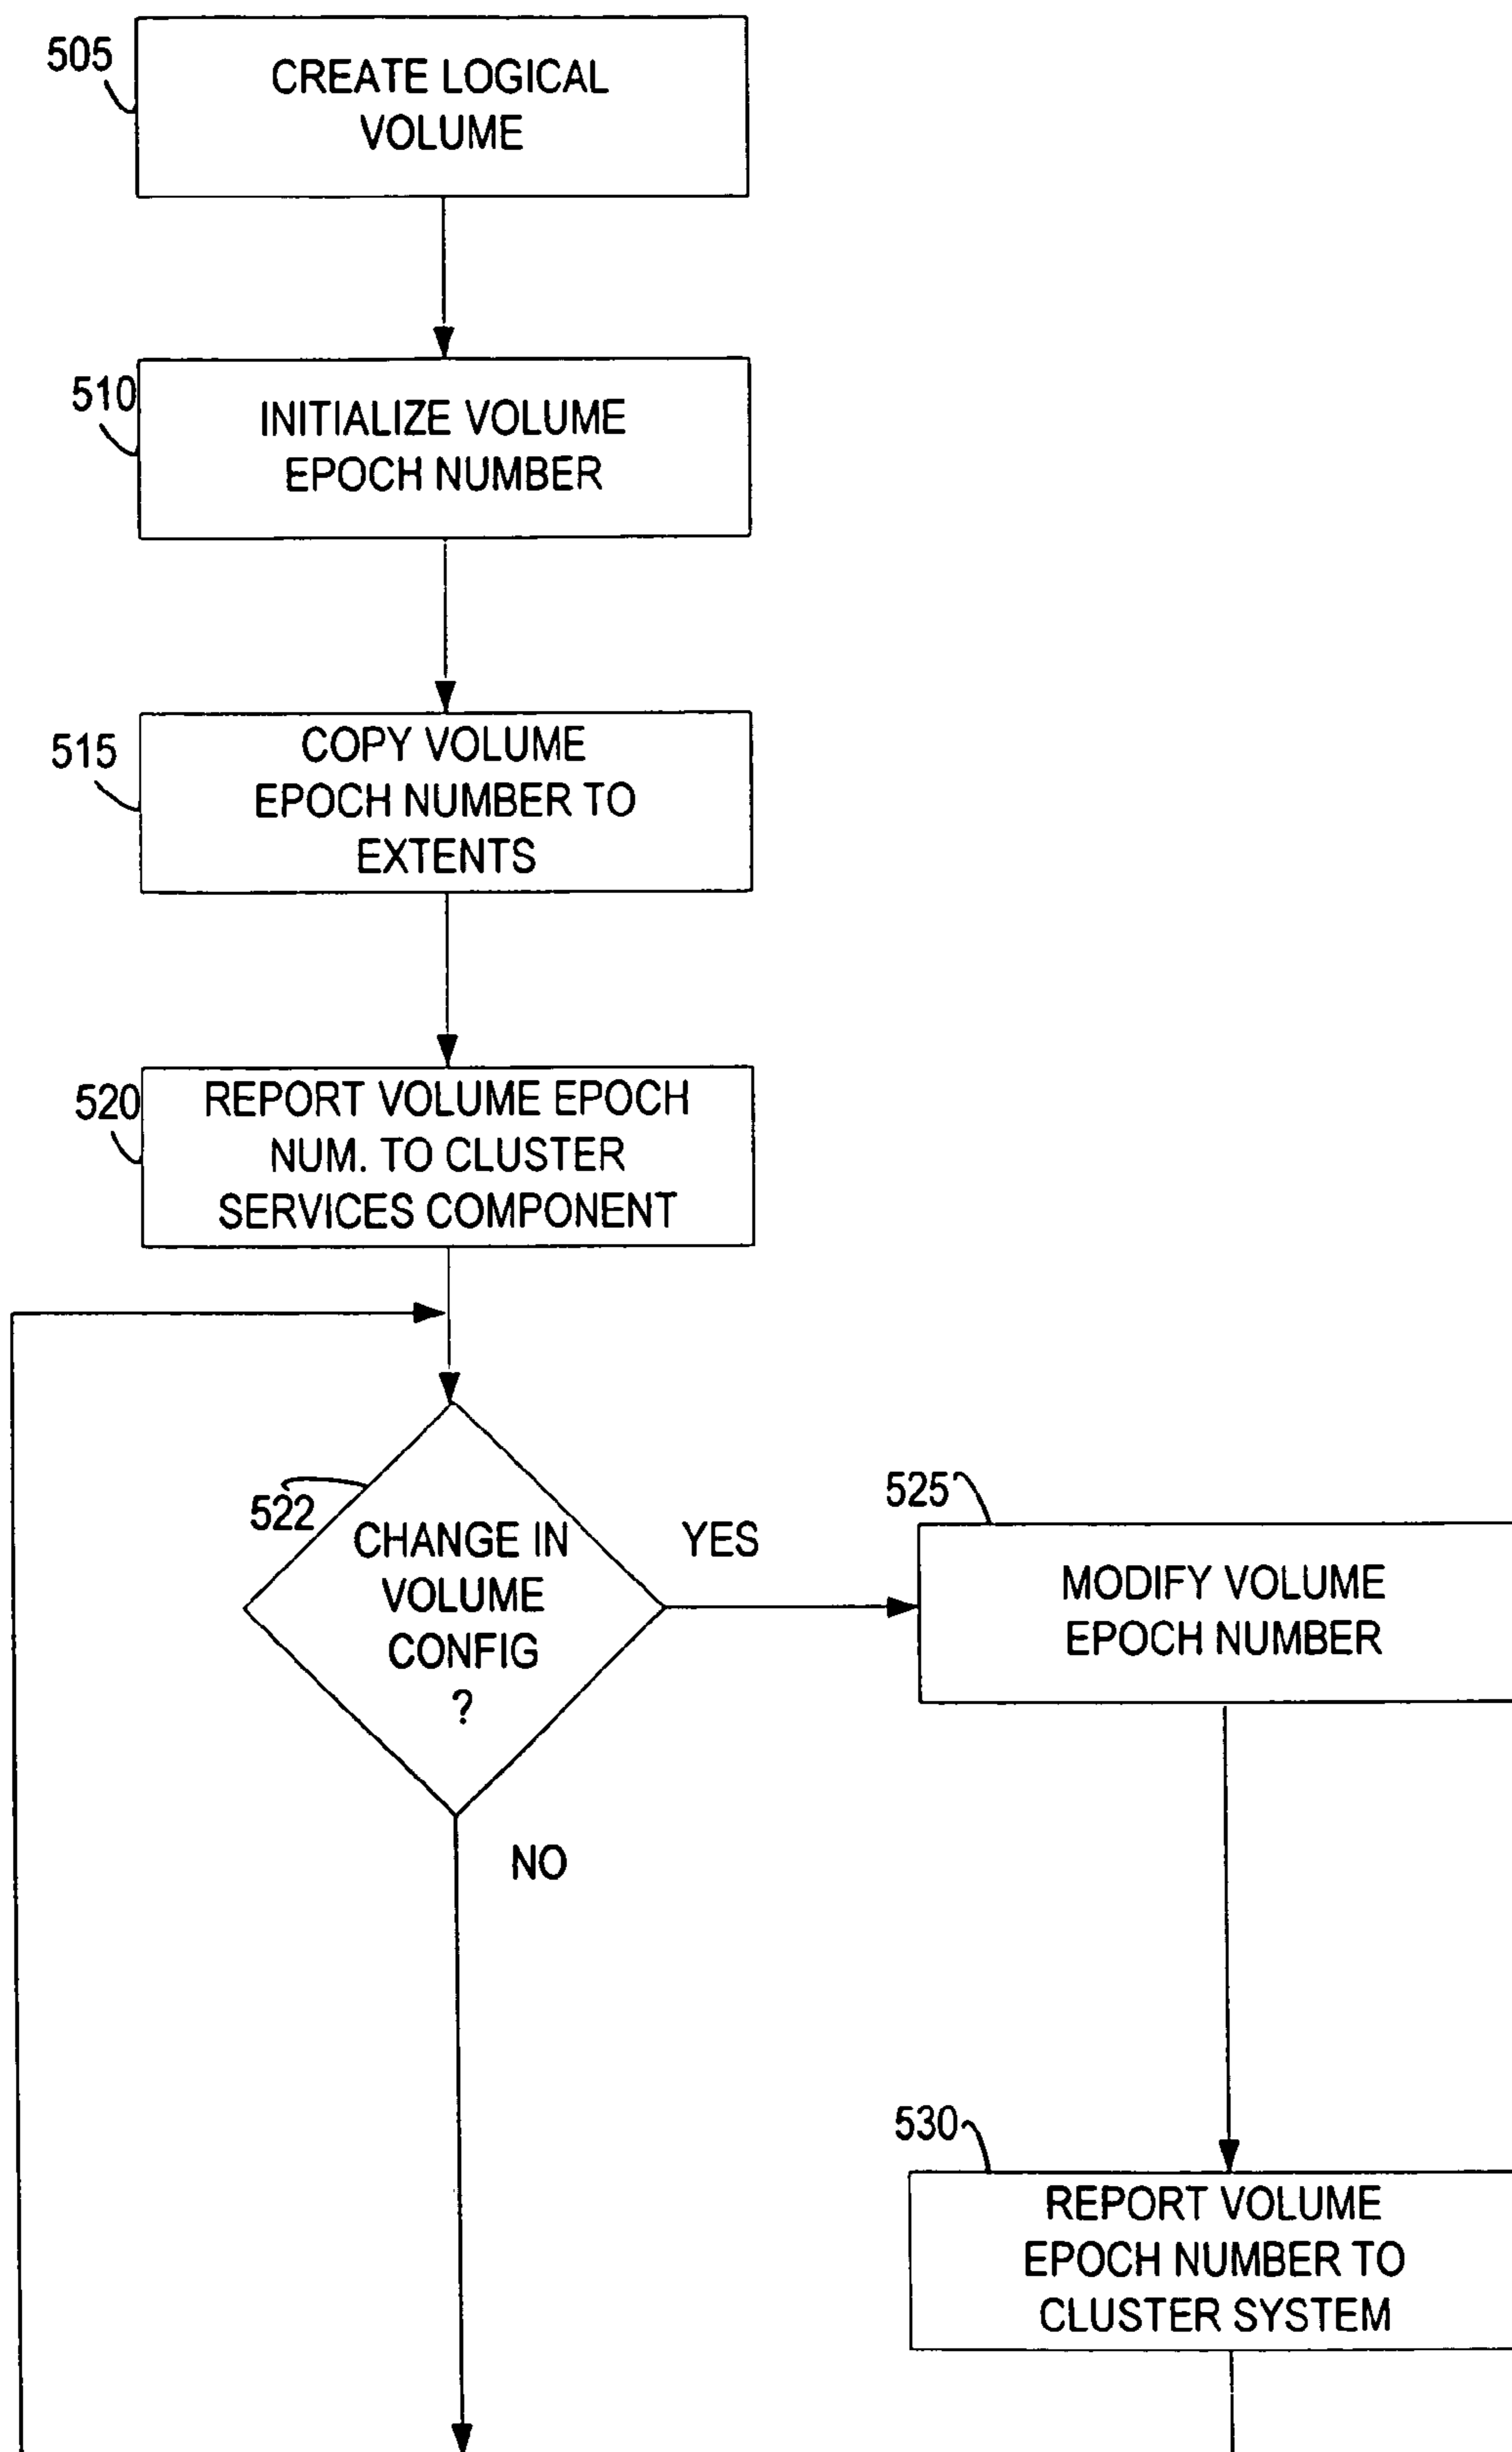 505
CREATE LOGICAL
VOLUME
510
INITIALIZE VOLUME
EPOCH NUMBER
515
COPY VOLUME
EPOCH NUMBER TO
EXTENTS
520
REPORT VOLUME EPOCH
NUM. TO CLUSTER
SERVICES COMPONENT
522
CHANGE IN
VOLUME
CONFIG
?
YES
NO
525
MODIFY VOLUME
EPOCH NUMBER
530
REPORT VOLUME
EPOCH NUMBER TO
CLUSTER SYSTEM